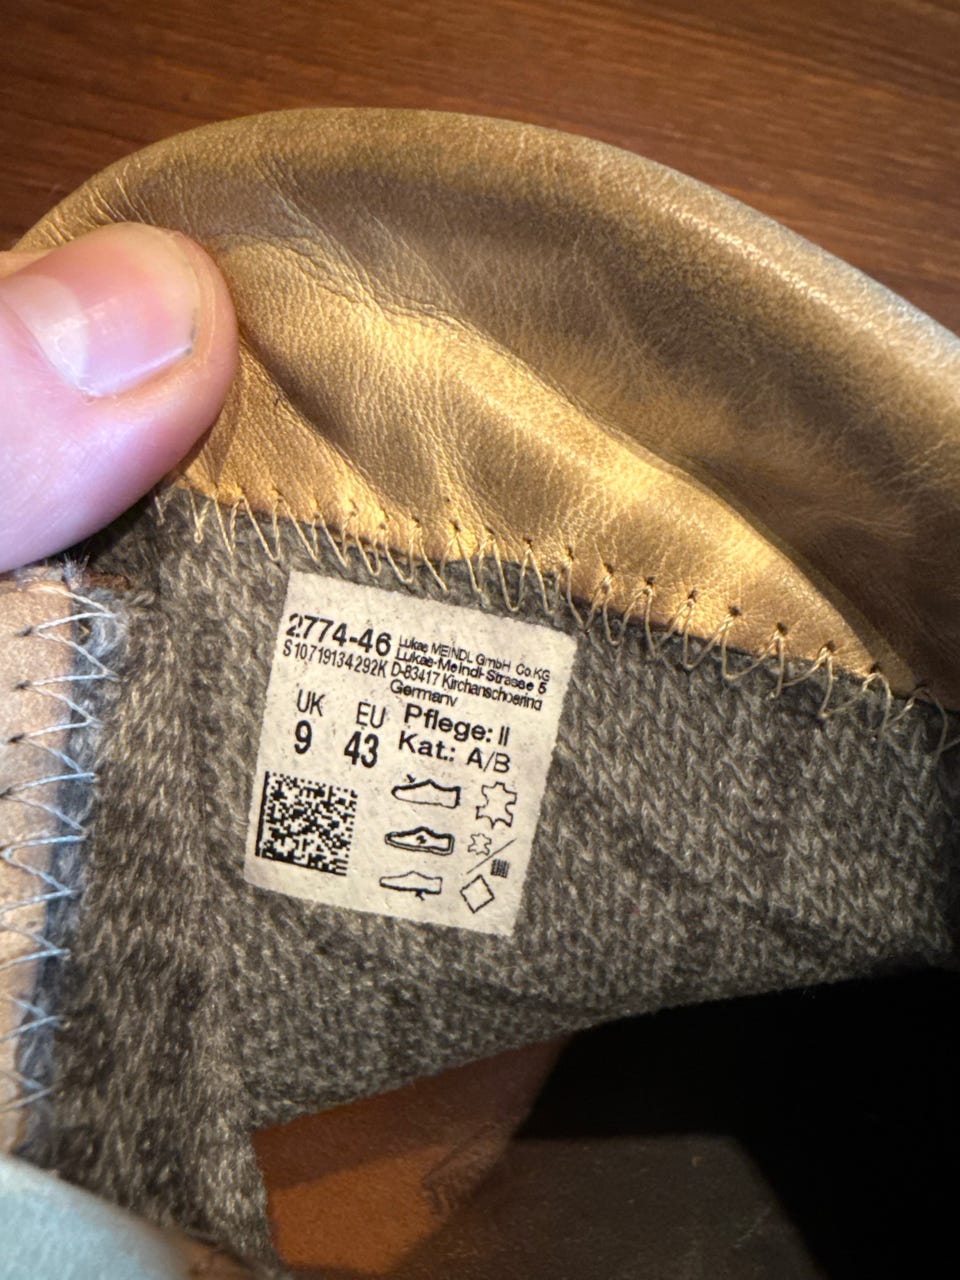 2774-46
S10719134292K
Lukas MEINDL GmbH Co.KG
Lukas-Meindl-Strasse 5
D-83417 Kirchanschoering
Germany
UK EU
9 43
Pflege: II
Kat.: A/B